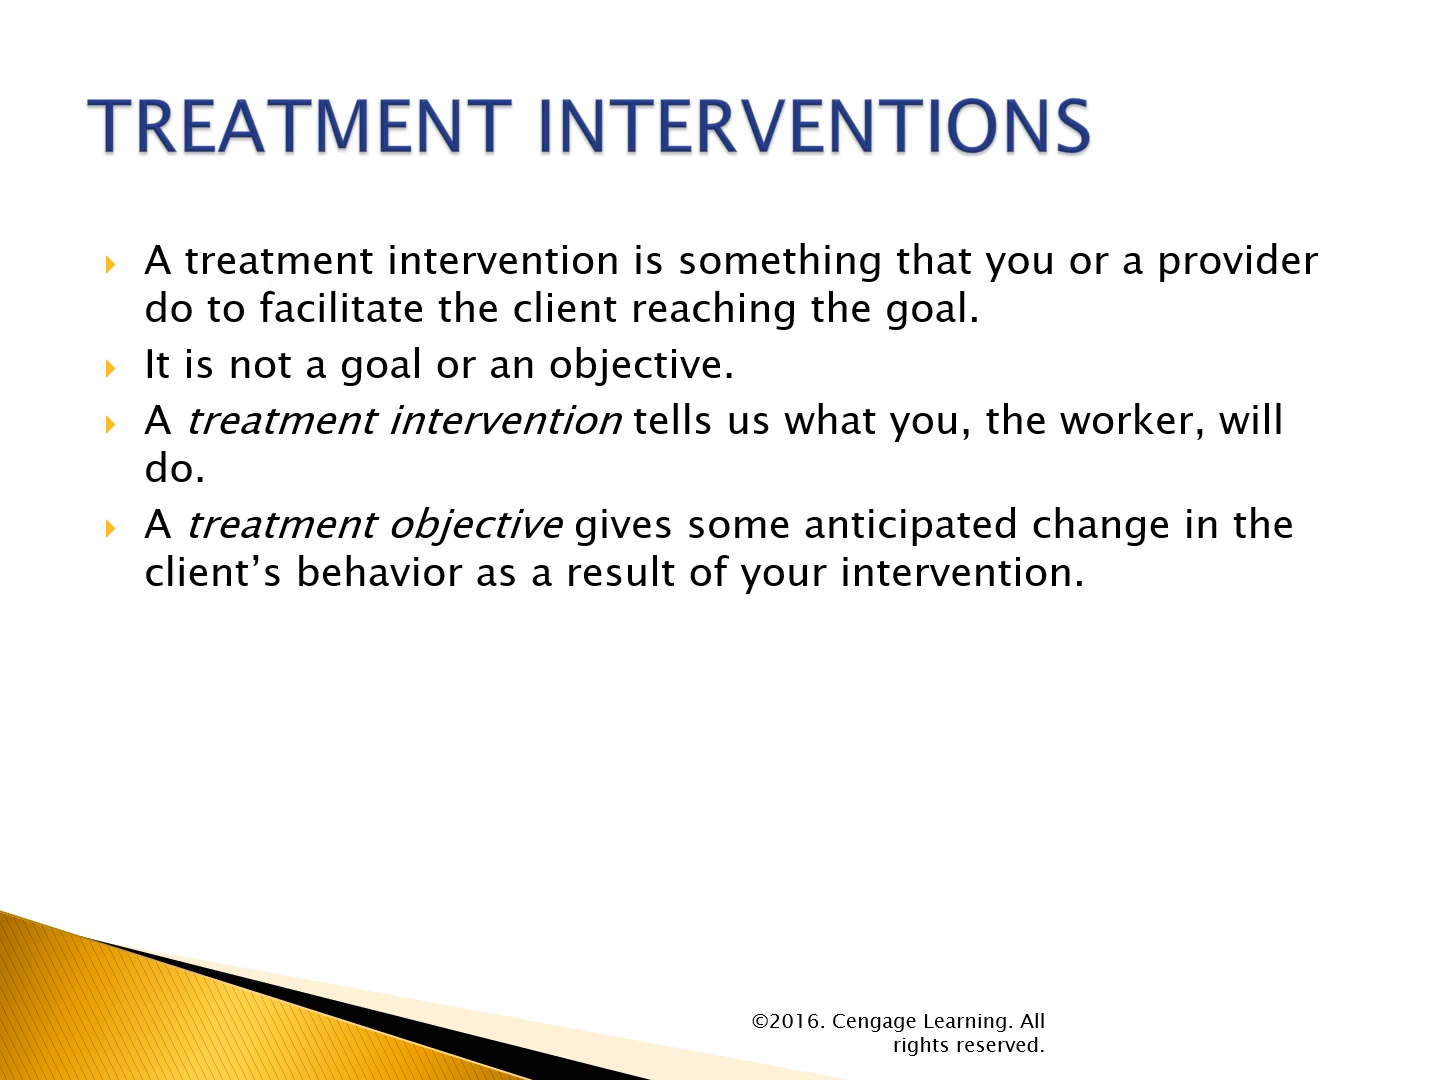 TREATMENT INTERVENTIONS
A treatment intervention is something that you or a provider
do to facilitate the client reaching the goal.
It is not a goal or an objective.
A treatment intervention tells us what you, the worker, will
do.
A treatment objective gives some anticipated change in the
client’s behavior as a result of your intervention.
©2016. Cengage Learning. All
rights reserved.